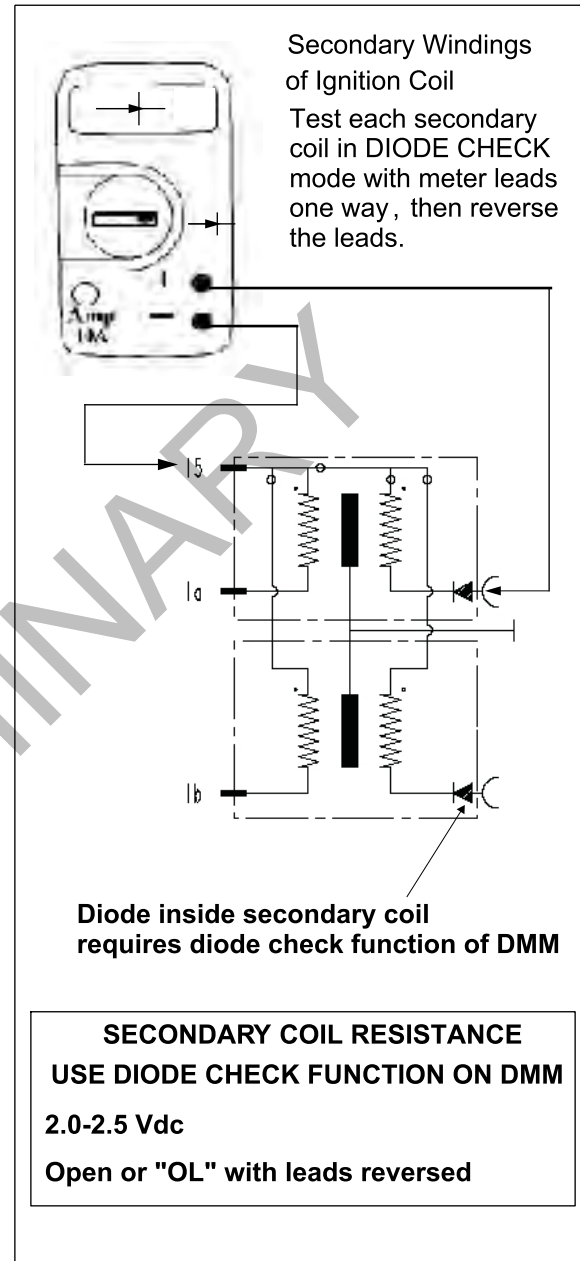 Secondary Windings
of Ignition Coil
Test each secondary
coil in DIODE CHECK
mode with meter leads
one way, then reverse
the leads.
Amp
15
1a
1b
Diode inside secondary coil
requires diode check function of DMM
SECONDARY COIL RESISTANCE
USE DIODE CHECK FUNCTION ON DMM
2.0-2.5 Vdc
Open or "OL" with leads reversed
INARY